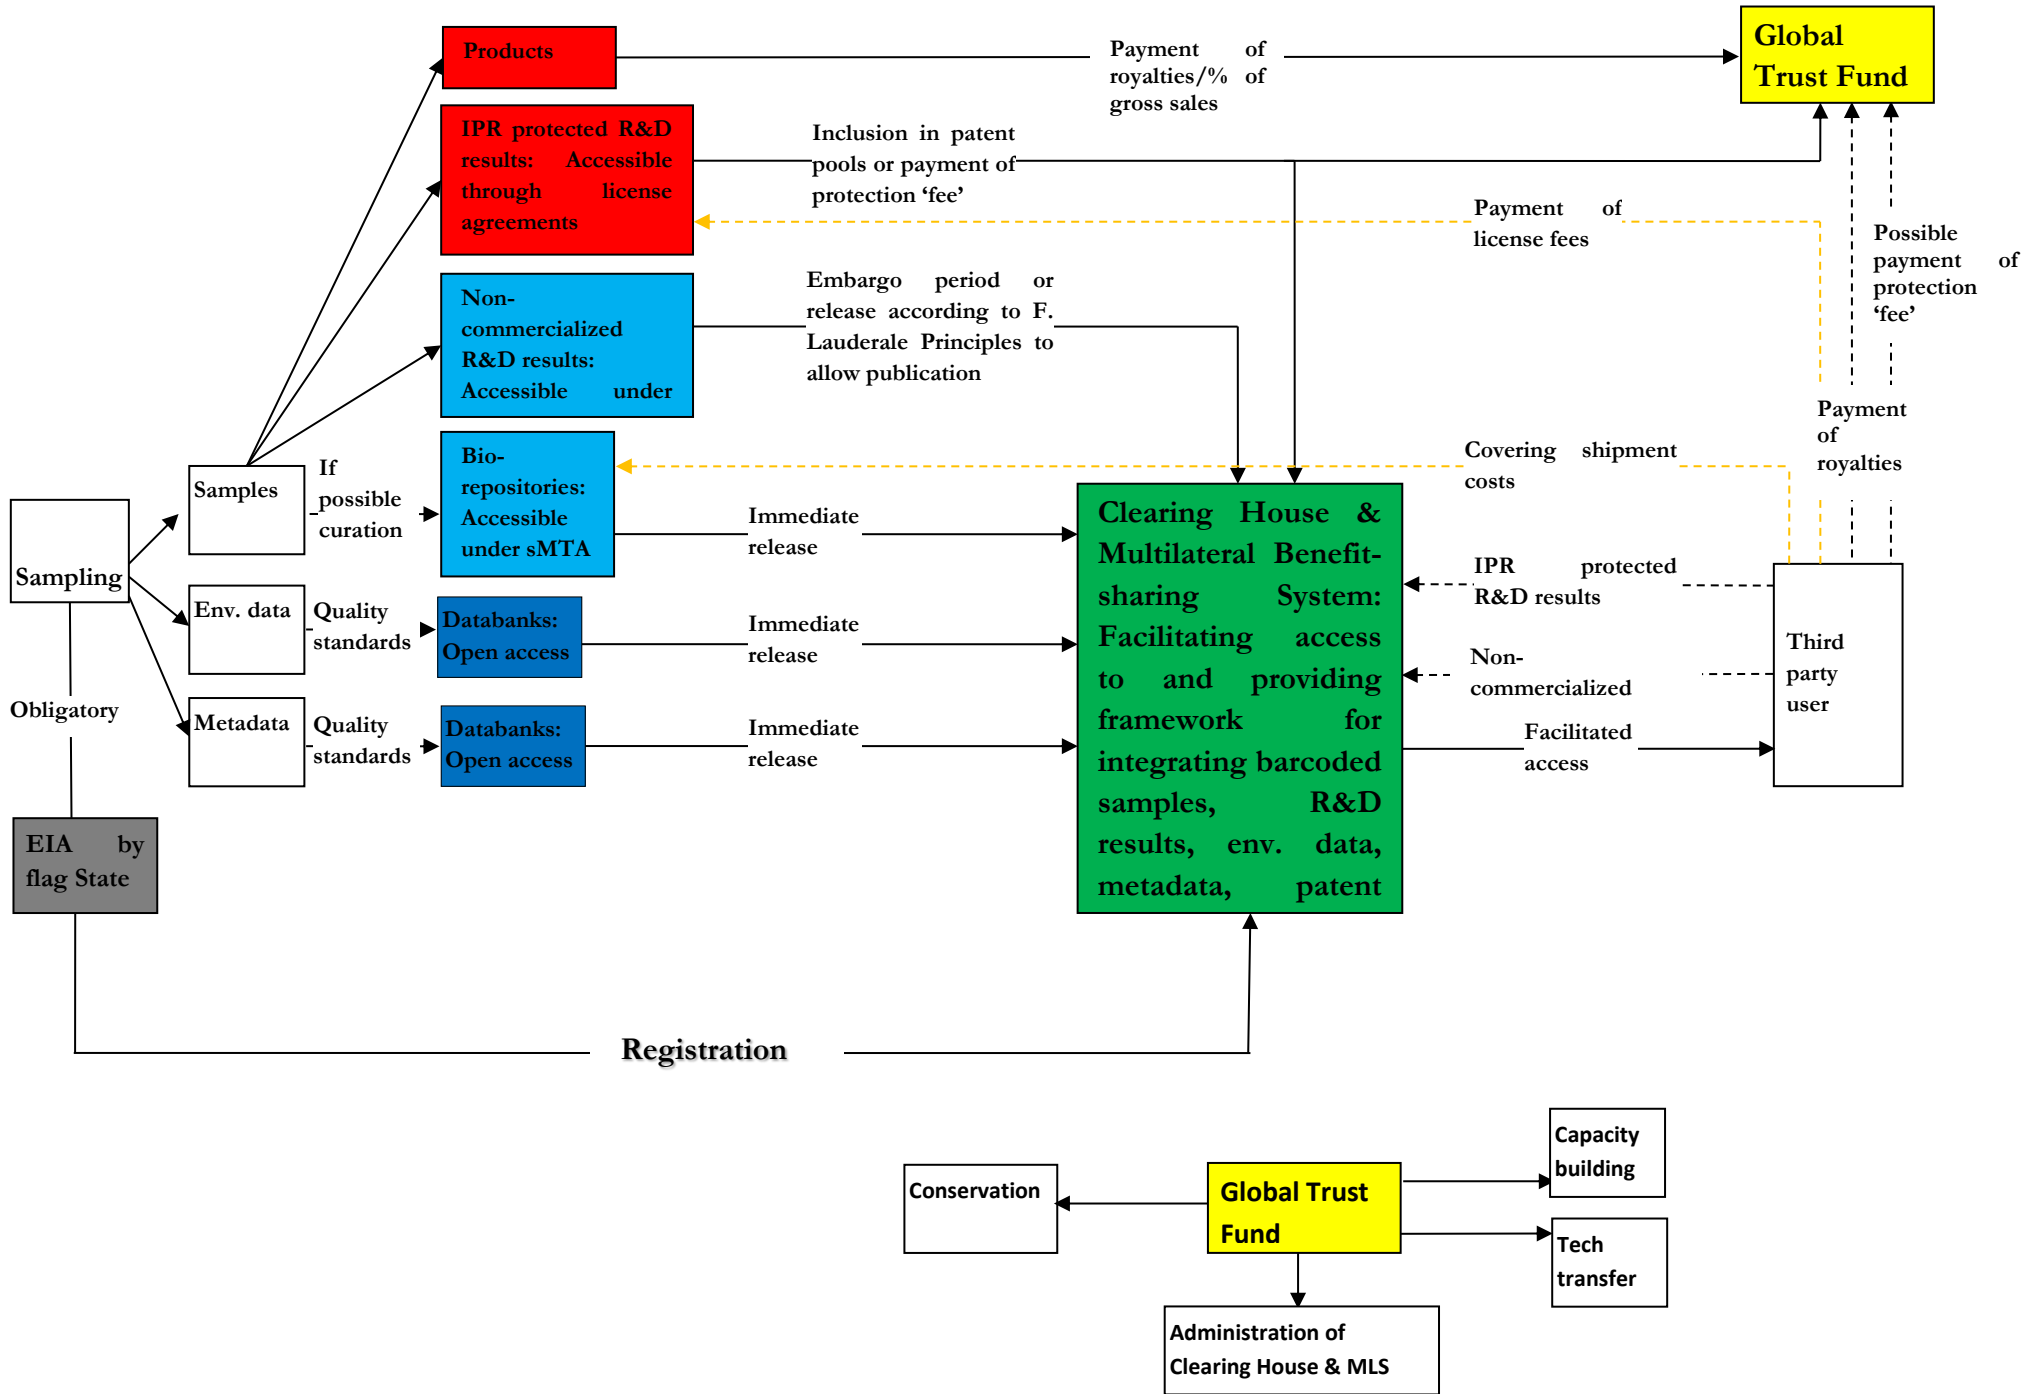 Products
Payment of
royalties/% of
gross sales
Global
Trust Fund
IPR protected R&D
results: Accessible
through license
agreements
Inclusion in patent
pools or payment of
protection ‘fee’
Payment of
license fees
Possible
payment of
protection
‘fee’
Non-
commercialized
R&D results:
Accessible under
Embargo period or
release according to F.
Lauderale Principles to
allow publication
Payment
of
royalties
Samples
If
possible
curation
Bio-
repositories:
Accessible
under sMTA
Immediate
release
Covering shipment
costs
Sampling
Env. data
Quality
standards
Databanks:
Open access
Immediate
release
Clearing House &
Multilateral Benefit-
sharing System:
Facilitating access
to and providing
framework for
integrating barcoded
samples, R&D
results, env. data,
metadata, patent
IPR protected
R&D results
Non-
commercialized
Facilitated
access
Third
party
user
Obligatory
Metadata
Quality
standards
Databanks:
Open access
Immediate
release
EIA by
flag State
Registration
Conservation
Global Trust
Fund
Capacity
building
Tech
transfer
Administration of
Clearing House & MLS